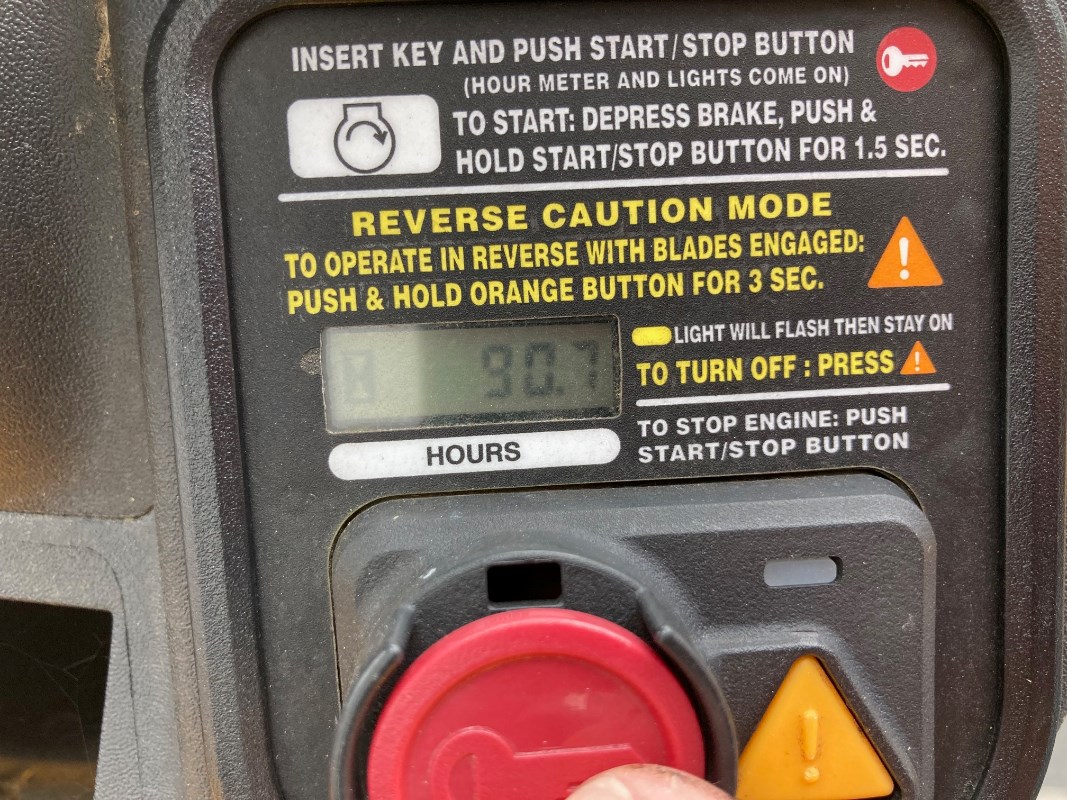 INSERT KEY AND PUSH START/STOP BUTTON
(HOUR METER AND LIGHTS COME ON)
TO START: DEPRESS BRAKE, PUSH &
HOLD START/STOP BUTTON FOR 1.5 SEC.
REVERSE CAUTION MODE
TO OPERATE IN REVERSE WITH BLADES ENGAGED:
PUSH & HOLD ORANGE BUTTON FOR 3 SEC.
!
90.7
HOURS
LIGHT WILL FLASH THEN STAY ON
TO TURN OFF : PRESS !
TO STOP ENGINE: PUSH
START/STOP BUTTON
!